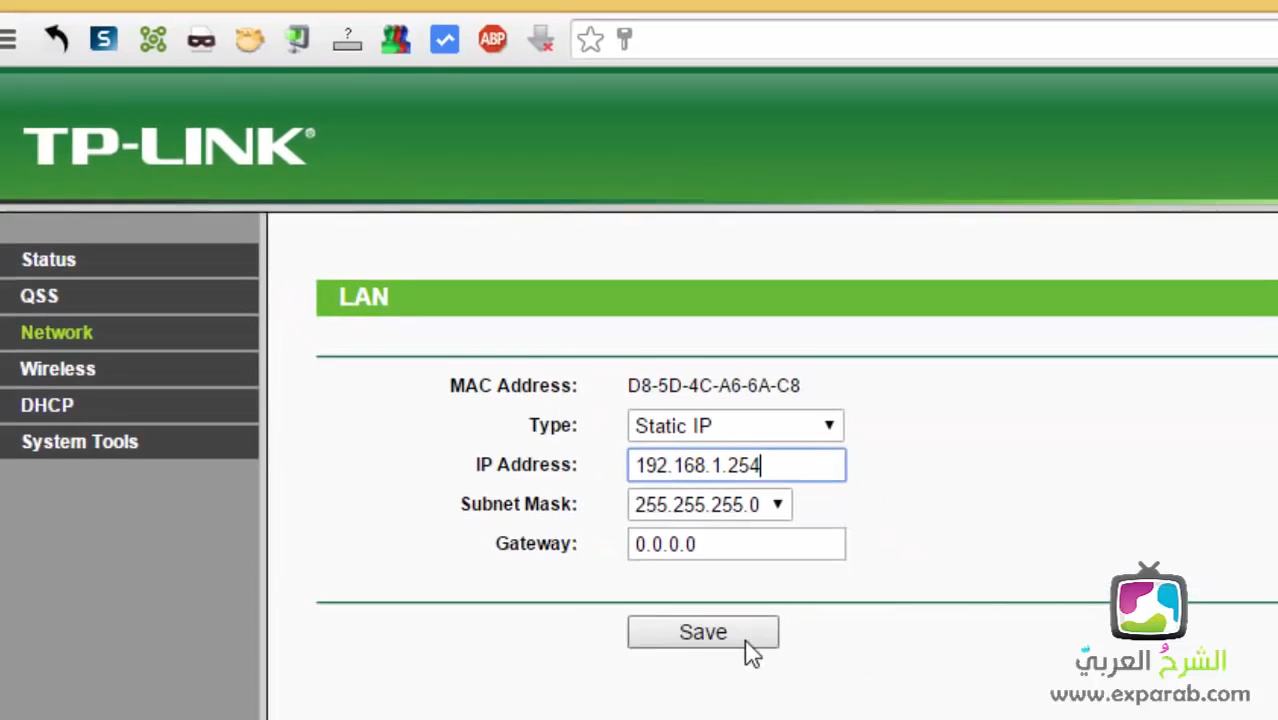 S
?
ABP
TP-LINK®
Status
QSS
Network
Wireless
DHCP
System Tools
LAN
MAC Address: D8-5D-4C-A6-6A-C8
Type: Static IP
IP Address: 192.168.1.254
Subnet Mask: 255.255.255.0
Gateway: 0.0.0.0
Save
الشرحُ العربيّ
www.exparab.com